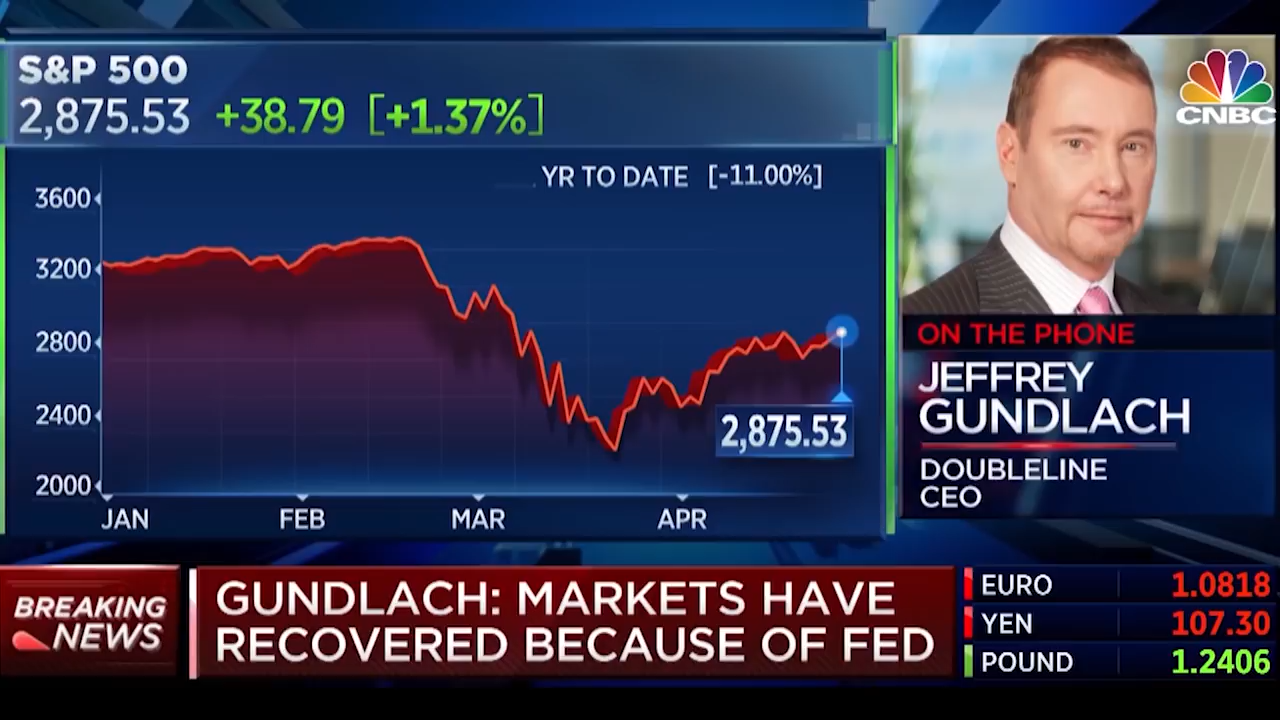 S&P 500
2,875.53 +38.79 [+1.37%]
YR TO DATE [-11.00%]
3600
3200
2800
2400
2000
2,875.53
JAN FEB MAR APR
CNBC
ON THE PHONE
JEFFREY
GUNDLACH
DOUBLELINE
CEO
BREAKING
NEWS
GUNDLACH: MARKETS HAVE
RECOVERED BECAUSE OF FED
EURO 1.0818
YEN 107.30
POUND 1.2406